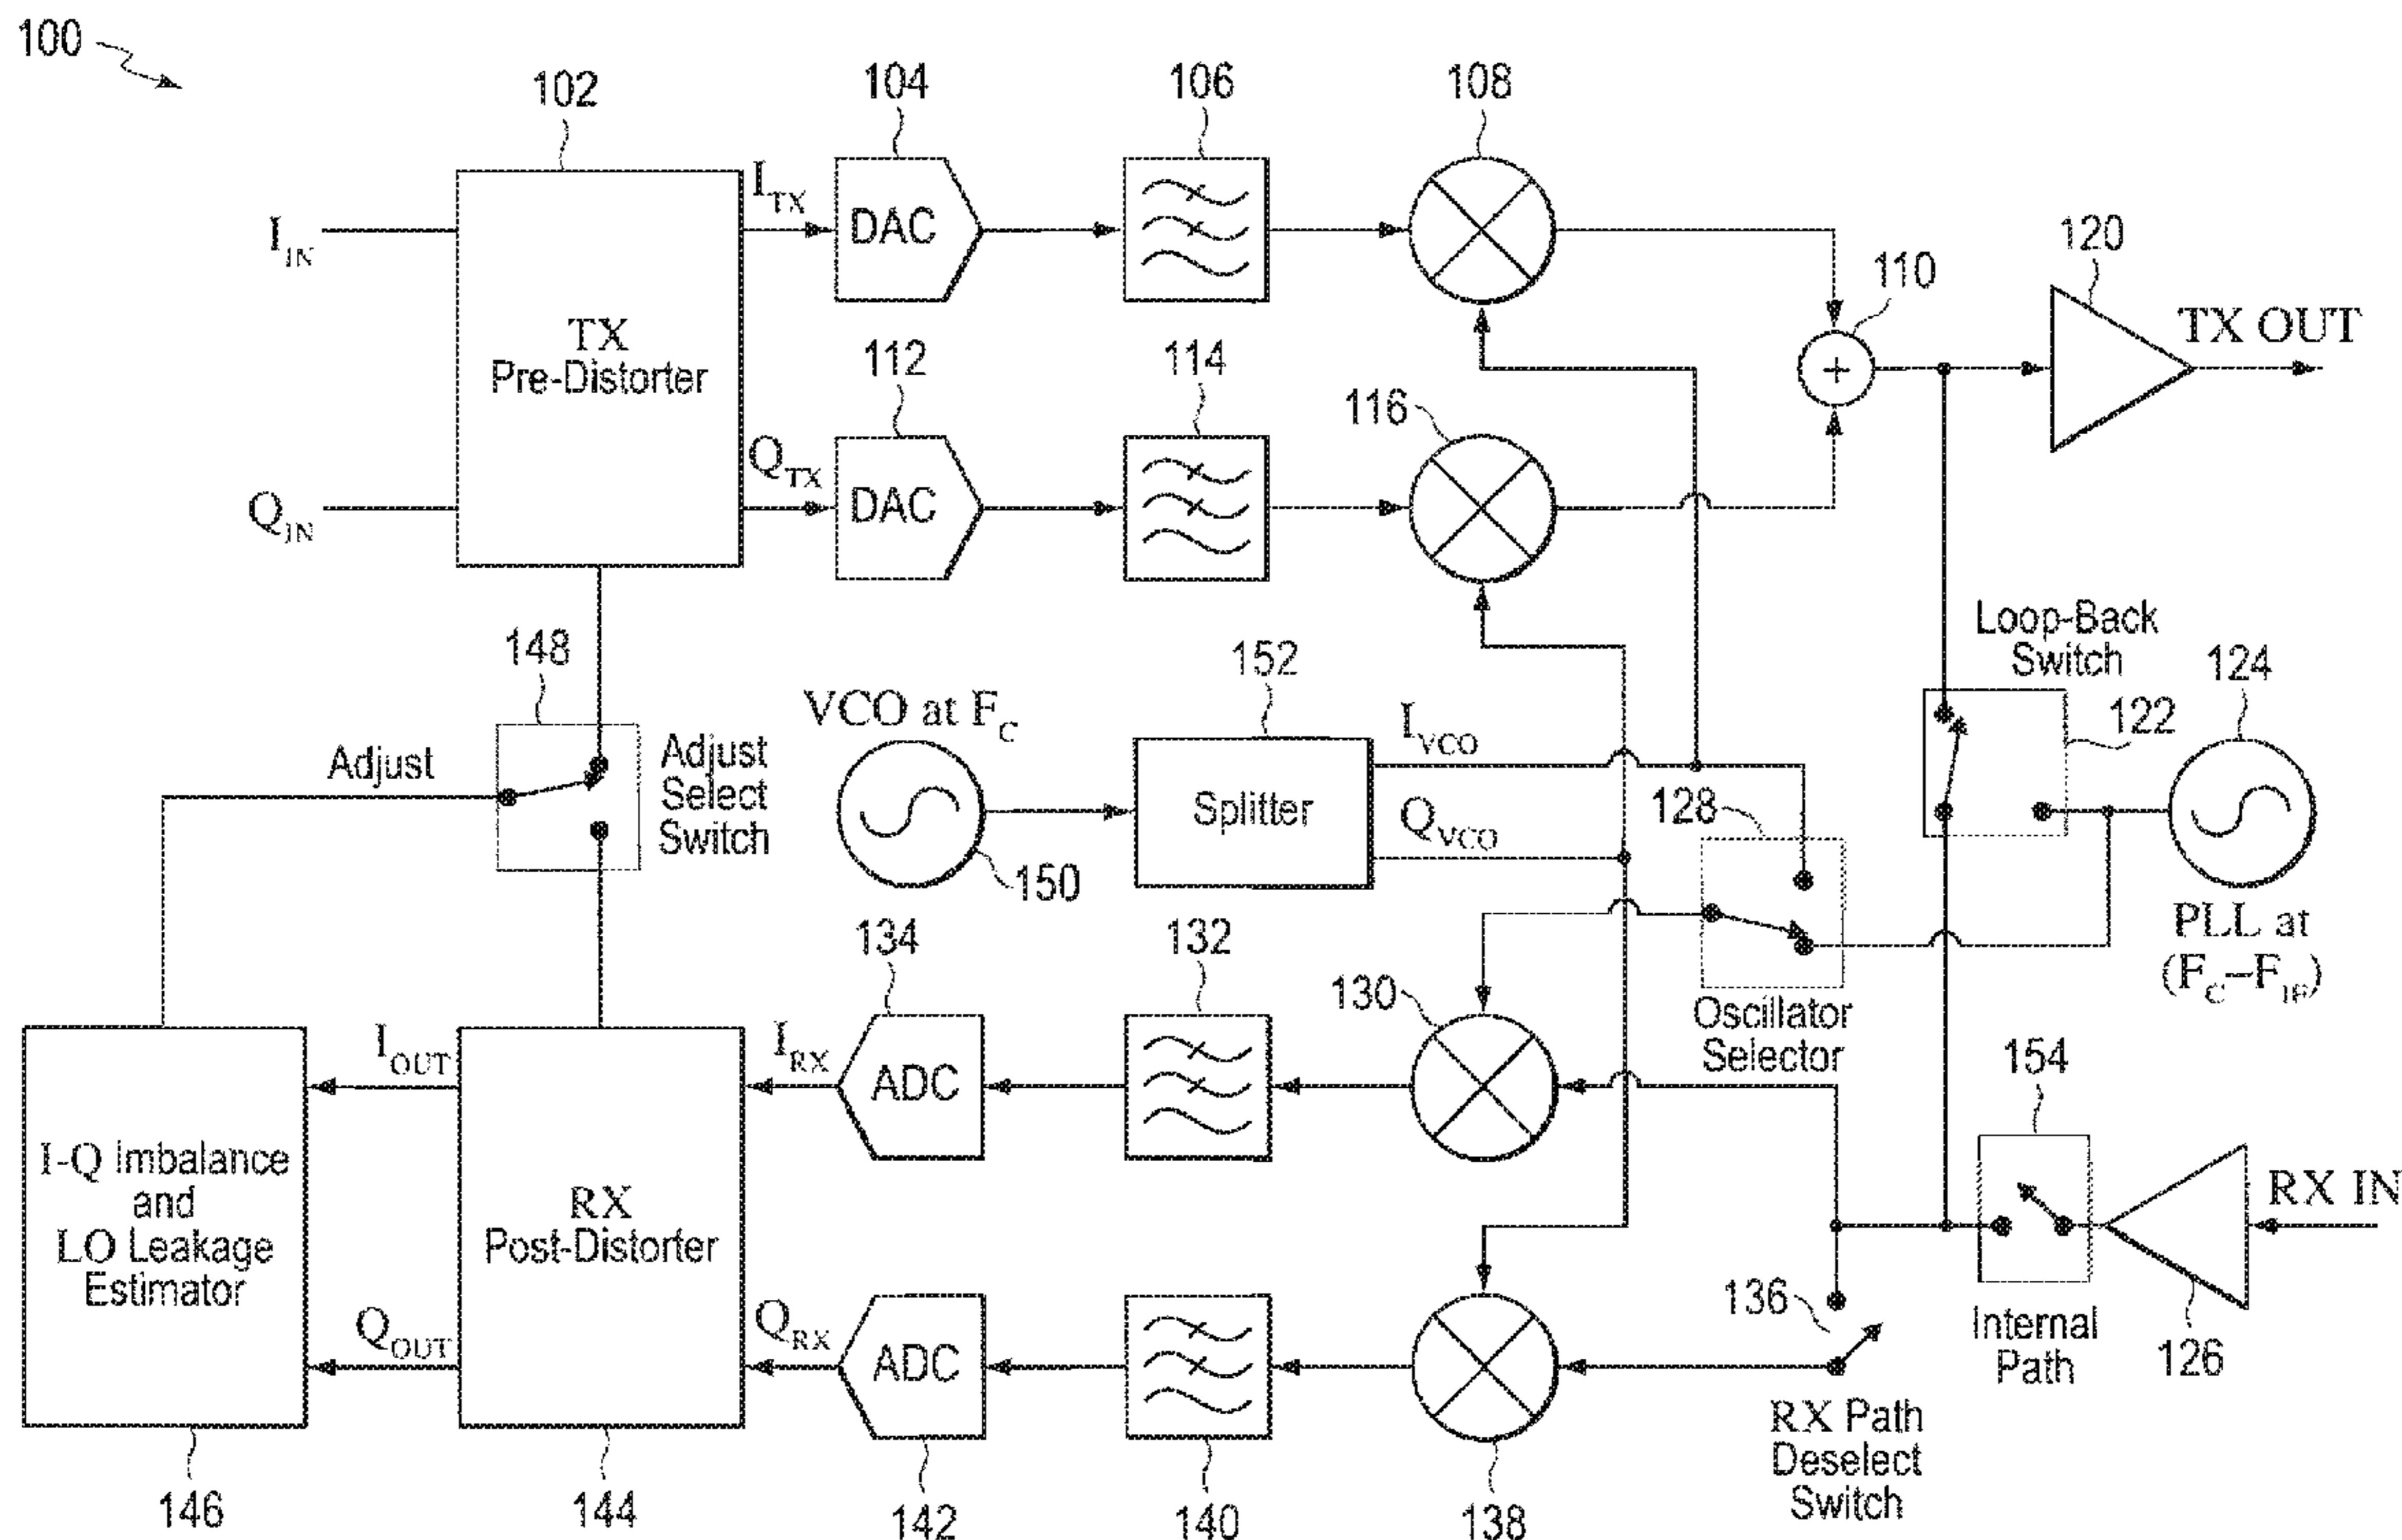 100
102
104
106
108
I_IN
I_TX
DAC
110
120
TX OUT
TX
Pre-Distorter
112
114
116
Q_IN
Q_TX
DAC
148
Adjust
Adjust
Select
Switch
VCO at F_C
150
152
Splitter
I_VCO
Q_VCO
128
Oscillator
Selector
Loop-Back
Switch
122
124
PLL at
(F_C–F_IF)
134
132
130
I_OUT
I_RX
ADC
154
I-Q Imbalance
and
LO Leakage
Estimator
RX
Post-Distorter
Internal
Path
126
RX IN
136
Q_OUT
Q_RX
ADC
RX Path
Deselect
Switch
146
144
142
140
138